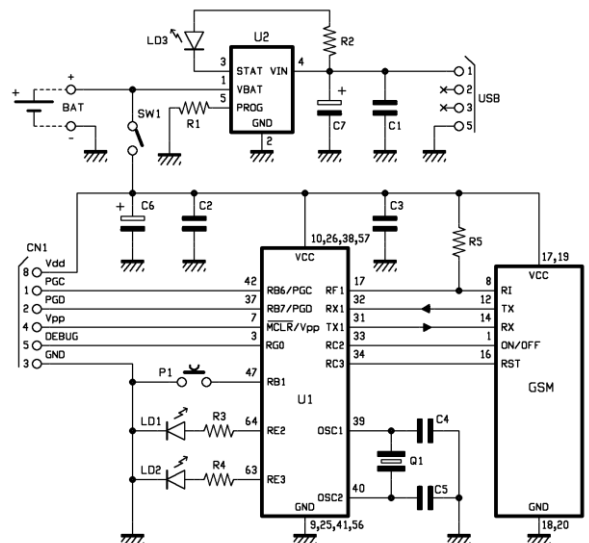 LD3
U2
R2
3 STAT VIN 4
1 VBAT
5 PROG
GND
2
+
+ BAT -
SW1
R1
+ C7
C1
1
2
3
5
USB
+ C6
C2
C3
R5
CN1
8 Vdd
1 PGC
2 PGD
4 Vpp
5 DEBUG
3 GND
10,26,38,57
VCC
42 RB6/PGC RF1 17
37 RB7/PGD RX1 32
7 MCLR/Vpp TX1 31
3 RG0 RC2 33
RC3 34
P1 47 RB1
U1
LD1 R3 64 RE2
LD2 R4 63 RE3
OSC1 39
OSC2 40
GND
9,25,41,56
C4
Q1
C5
17,19
VCC
8 RI
12 TX
14 RX
1 ON/OFF
16 RST
GSM
GND
18,20